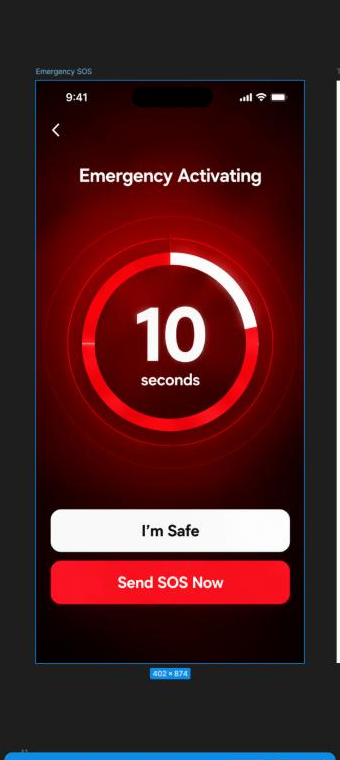 Emergency SOS
9:41
Emergency Activating
10
seconds
I'm Safe
Send SOS Now
402 × 874